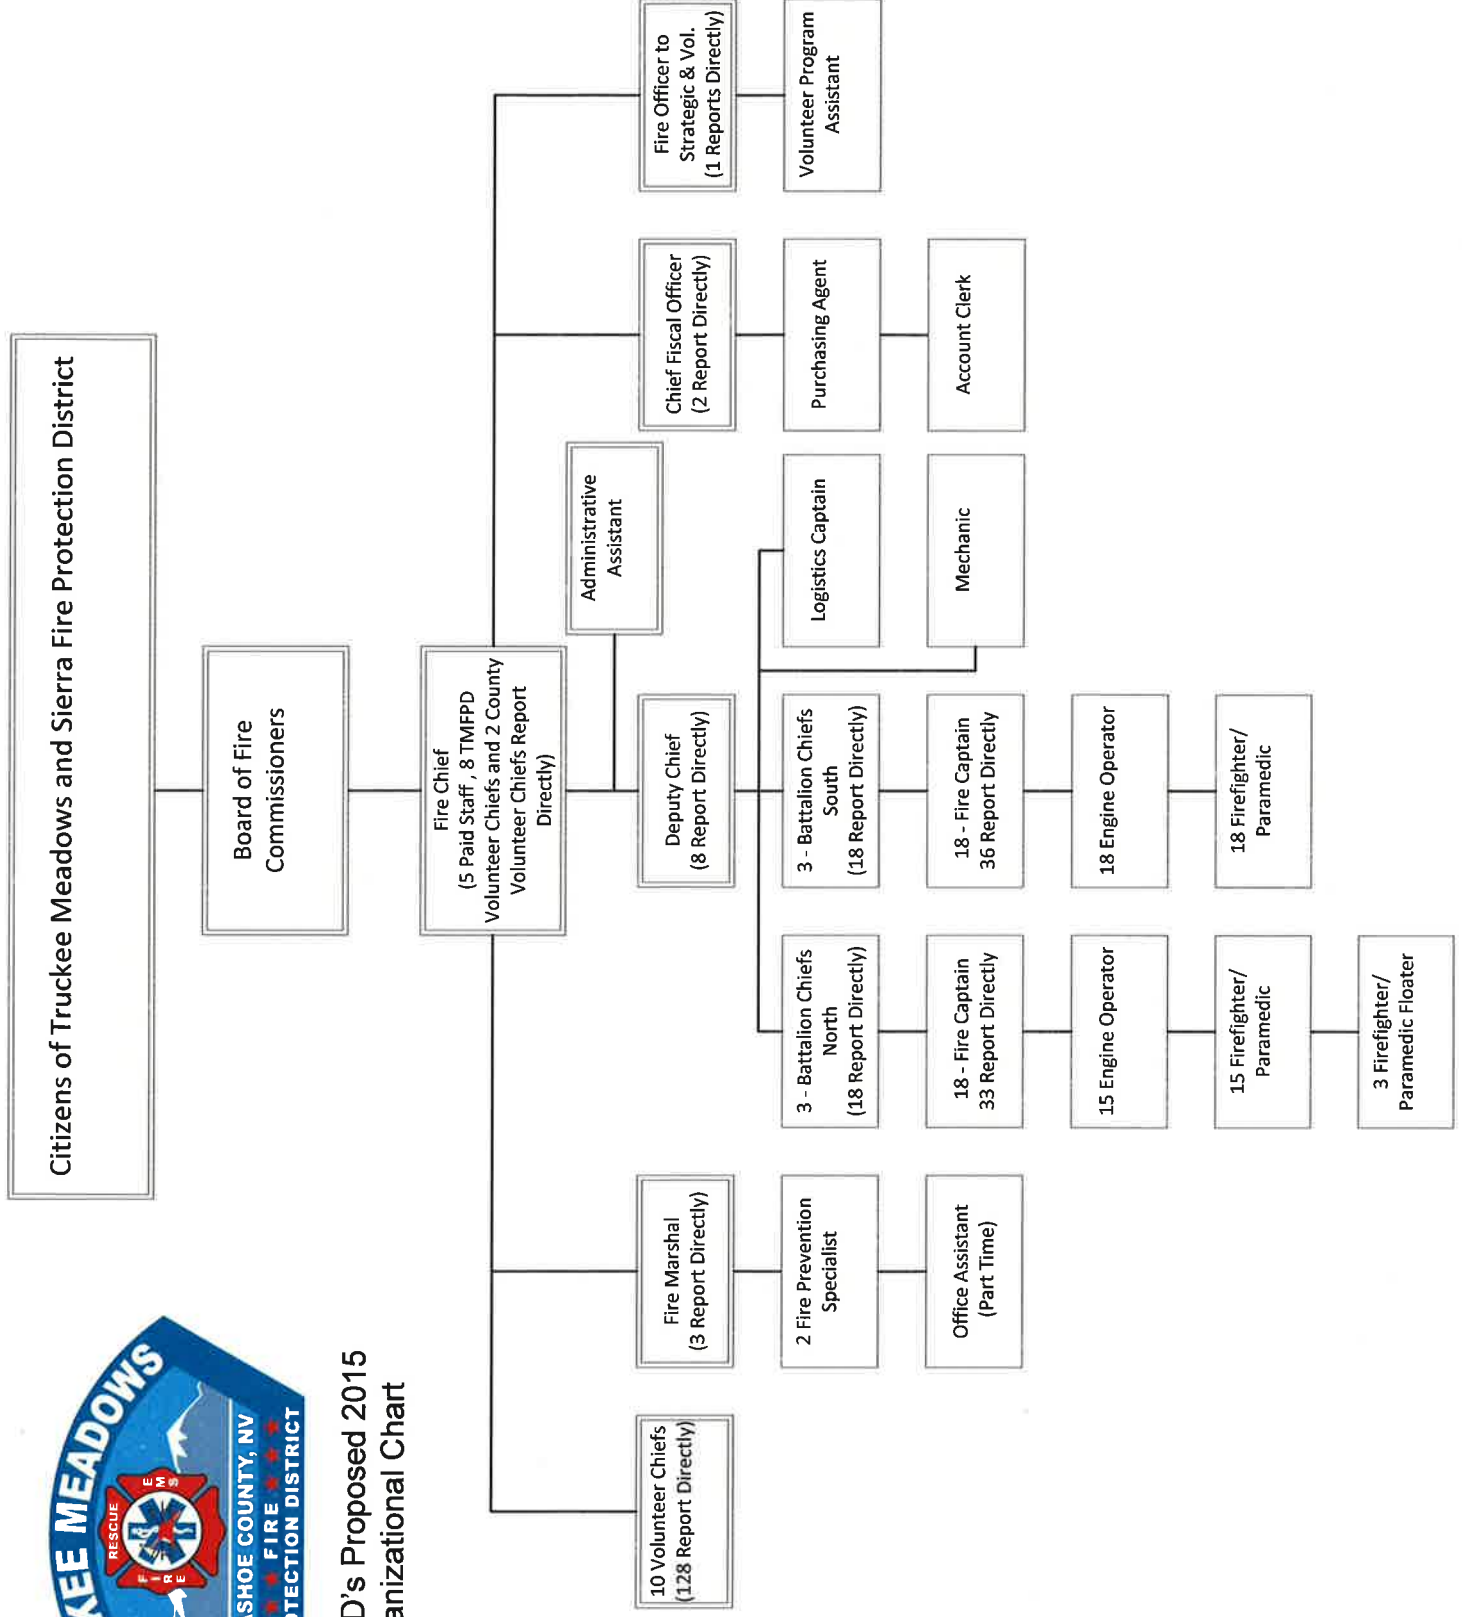 KEE MEADOWS
RESCUE
FIRE
EMS
ASHOE COUNTY, NV
FIRE
OTECTION DISTRICT
D's Proposed 2015
anizational Chart
Citizens of Truckee Meadows and Sierra Fire Protection District
Board of Fire
Commissioners
Fire Chief
(5 Paid Staff , 8 TMFPD
Volunteer Chiefs and 2 County
Volunteer Chiefs Report
Directly)
Administrative
Assistant
10 Volunteer Chiefs
(128 Report Directly)
Fire Marshal
(3 Report Directly)
2 Fire Prevention
Specialist
Office Assistant
(Part Time)
Deputy Chief
(8 Report Directly)
3 - Battalion Chiefs
North
(18 Report Directly)
18 - Fire Captain
33 Report Directly
15 Engine Operator
15 Firefighter/
Paramedic
3 Firefighter/
Paramedic Floater
3 - Battalion Chiefs
South
(18 Report Directly)
18 - Fire Captain
36 Report Directly
18 Engine Operator
18 Firefighter/
Paramedic
Logistics Captain
Mechanic
Chief Fiscal Officer
(2 Report Directly)
Purchasing Agent
Account Clerk
Fire Officer to
Strategic & Vol.
(1 Reports Directly)
Volunteer Program
Assistant